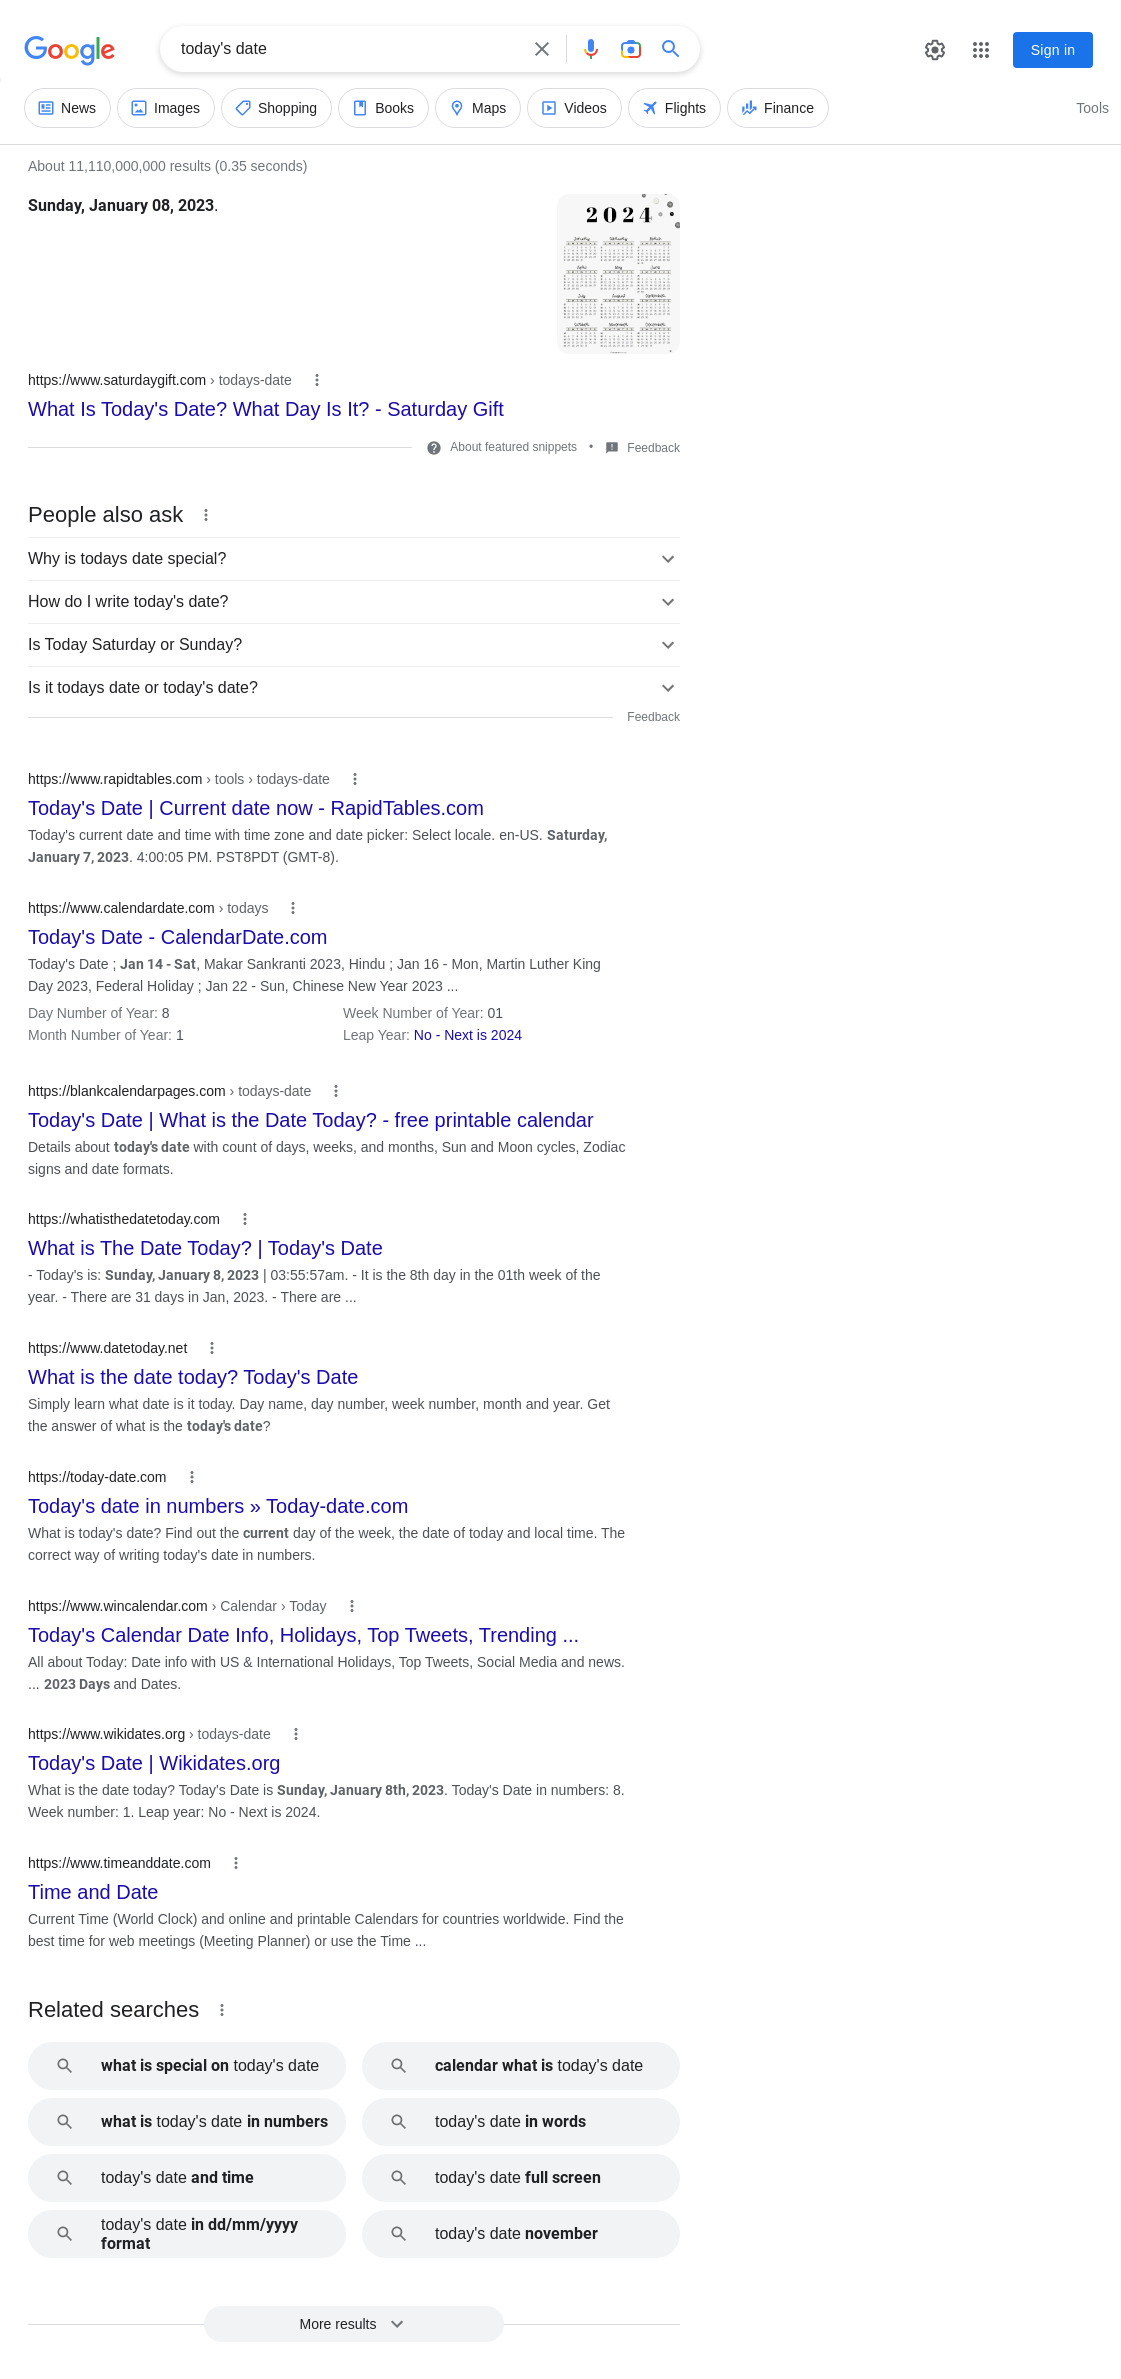 Google
today's date
Sign in
News
Images
Shopping
Books
Maps
Videos
Flights
Finance
Tools
About 11,110,000,000 results (0.35 seconds)
Sunday, January 08, 2023.
2024
https://www.saturdaygift.com › todays-date
What Is Today's Date? What Day Is It? - Saturday Gift
About featured snippets • Feedback
People also ask
Why is todays date special?
How do I write today's date?
Is Today Saturday or Sunday?
Is it todays date or today's date?
Feedback
https://www.rapidtables.com › tools › todays-date
Today's Date | Current date now - RapidTables.com
Today's current date and time with time zone and date picker: Select locale. en-US. Saturday,
January 7, 2023. 4:00:05 PM. PST8PDT (GMT-8).
https://www.calendardate.com › todays
Today's Date - CalendarDate.com
Today's Date ; Jan 14 - Sat, Makar Sankranti 2023, Hindu ; Jan 16 - Mon, Martin Luther King
Day 2023, Federal Holiday ; Jan 22 - Sun, Chinese New Year 2023 ...
Day Number of Year: 8
Week Number of Year: 01
Month Number of Year: 1
Leap Year: No - Next is 2024
https://blankcalendarpages.com › todays-date
Today's Date | What is the Date Today? - free printable calendar
Details about today's date with count of days, weeks, and months, Sun and Moon cycles, Zodiac
signs and date formats.
https://whatisthedatetoday.com
What is The Date Today? | Today's Date
- Today's is: Sunday, January 8, 2023 | 03:55:57am. - It is the 8th day in the 01th week of the
year. - There are 31 days in Jan, 2023. - There are ...
https://www.datetoday.net
What is the date today? Today's Date
Simply learn what date is it today. Day name, day number, week number, month and year. Get
the answer of what is the today's date?
https://today-date.com
Today's date in numbers » Today-date.com
What is today's date? Find out the current day of the week, the date of today and local time. The
correct way of writing today's date in numbers.
https://www.wincalendar.com › Calendar › Today
Today's Calendar Date Info, Holidays, Top Tweets, Trending ...
All about Today: Date info with US & International Holidays, Top Tweets, Social Media and news.
... 2023 Days and Dates.
https://www.wikidates.org › todays-date
Today's Date | Wikidates.org
What is the date today? Today's Date is Sunday, January 8th, 2023. Today's Date in numbers: 8.
Week number: 1. Leap year: No - Next is 2024.
https://www.timeanddate.com
Time and Date
Current Time (World Clock) and online and printable Calendars for countries worldwide. Find the
best time for web meetings (Meeting Planner) or use the Time ...
Related searches
what is special on today's date
calendar what is today's date
what is today's date in numbers
today's date in words
today's date and time
today's date full screen
today's date in dd/mm/yyyy
format
today's date november
More results